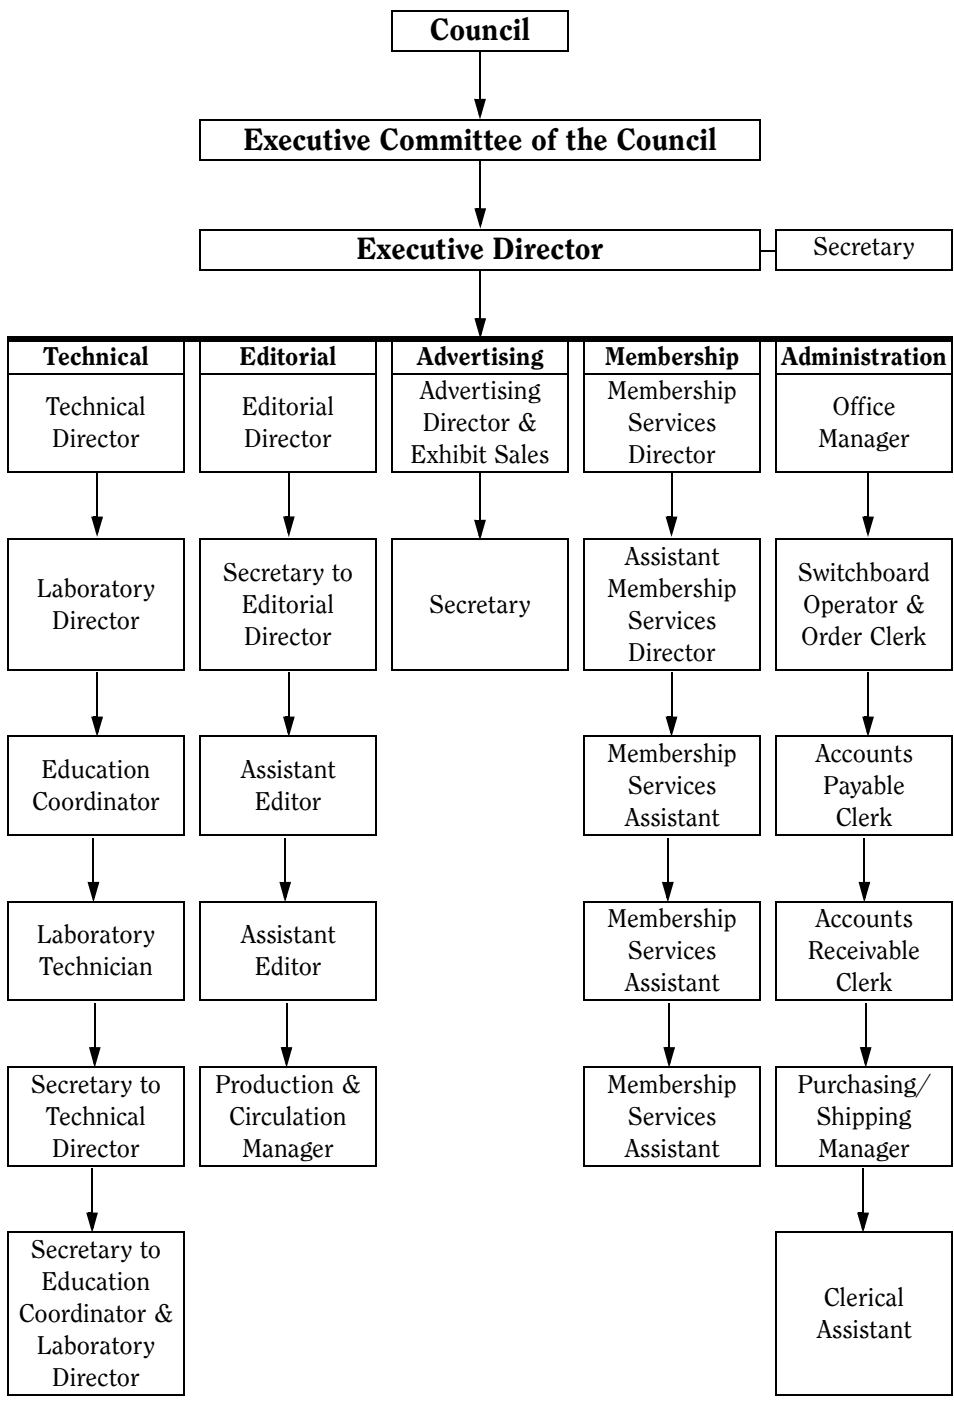 Council
Executive Committee of the Council
Executive Director
Secretary
Technical
Technical
Director
Laboratory
Director
Education
Coordinator
Laboratory
Technician
Secretary to
Technical
Director
Secretary to
Education
Coordinator &
Laboratory
Director
Editorial
Editorial
Director
Secretary to
Editorial
Director
Assistant
Editor
Assistant
Editor
Production &
Circulation
Manager
Advertising
Advertising
Director &
Exhibit Sales
Secretary
Membership
Membership
Services
Director
Assistant
Membership
Services
Director
Membership
Services
Assistant
Membership
Services
Assistant
Membership
Services
Assistant
Administration
Office
Manager
Switchboard
Operator &
Order Clerk
Accounts
Payable
Clerk
Accounts
Receivable
Clerk
Purchasing/
Shipping
Manager
Clerical
Assistant